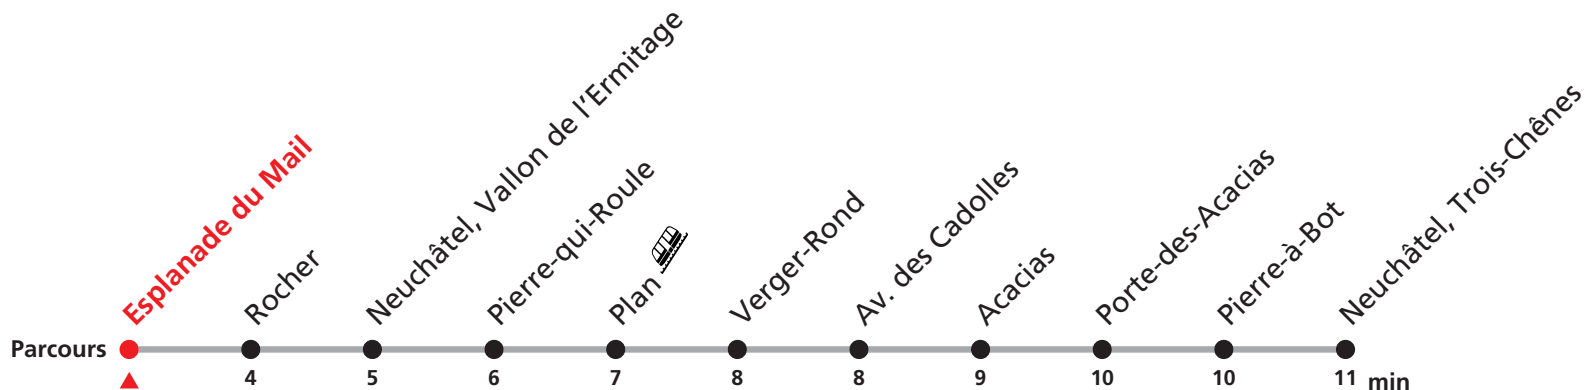 Esplanade du Mail
Rocher
Neuchâtel, Vallon de l'Ermitage
Pierre-qui-Roule
Plan
Verger-Rond
Av. des Cadolles
Acacias
Porte-des-Acacias
Pierre-à-Bot
Neuchâtel, Trois-Chênes
Parcours
4 5 6 7 8 8 9 10 10 11 min